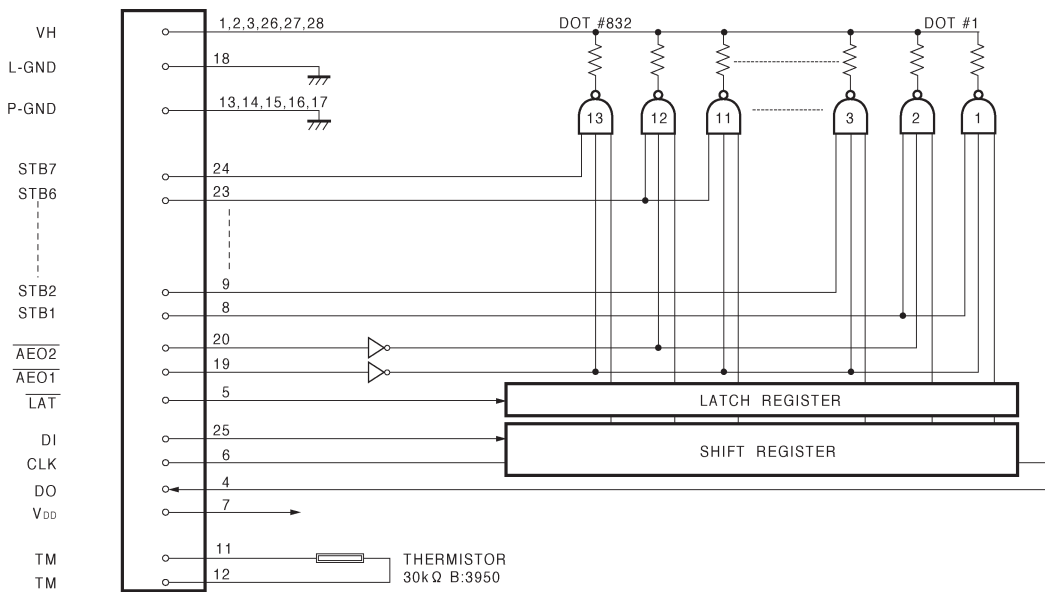 VH 1,2,3,26,27,28 DOT #832 DOT #1
L-GND 18
P-GND 13,14,15,16,17
13 12 11 3 2 1
STB7 24
STB6 23
STB2 9
STB1 8
AEO2 20
AEO1 19
LAT 5 LATCH REGISTER
DI 25
SHIFT REGISTER
CLK 6
DO 4
VDD 7
TM 11 THERMISTOR
TM 12 30kΩ B:3950